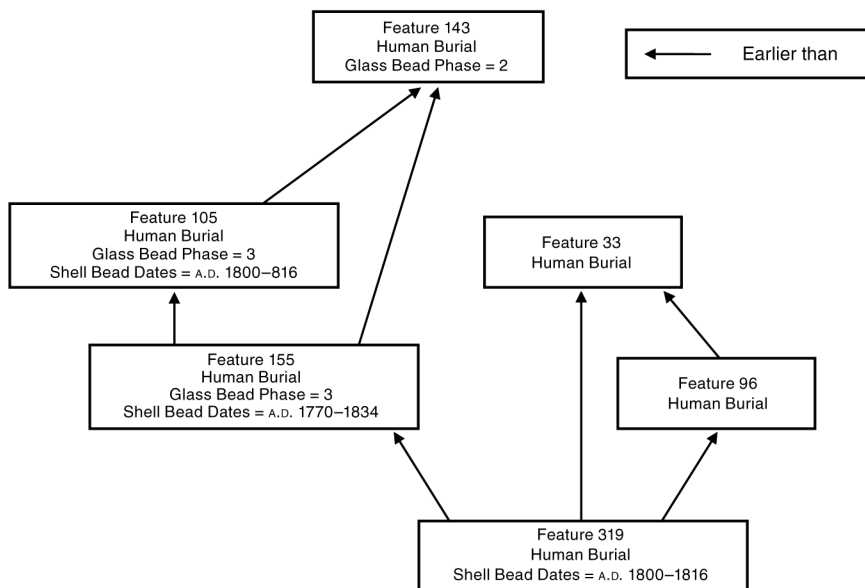 Feature 143
Human Burial
Glass Bead Phase = 2
Earlier than
Feature 105
Human Burial
Glass Bead Phase = 3
Shell Bead Dates = A.D. 1800–816
Feature 33
Human Burial
Feature 155
Human Burial
Glass Bead Phase = 3
Shell Bead Dates = A.D. 1770–1834
Feature 96
Human Burial
Feature 319
Human Burial
Shell Bead Dates = A.D. 1800–1816